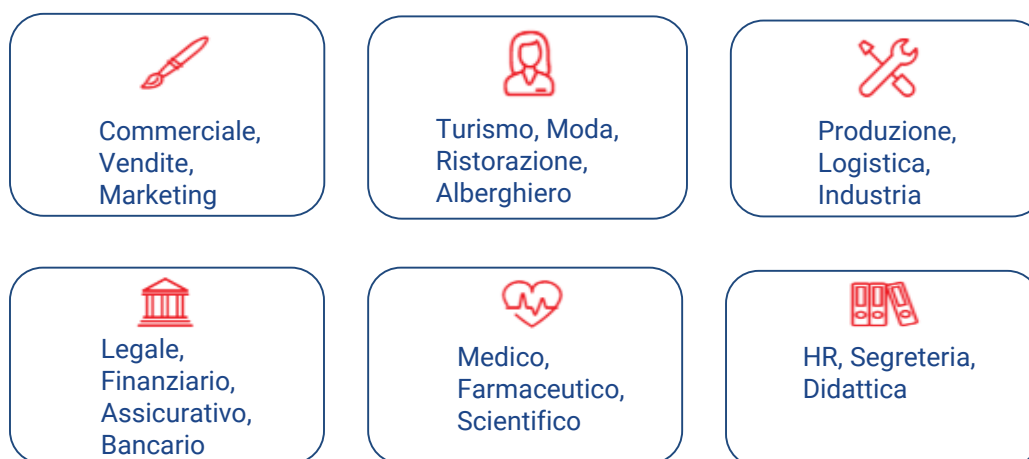 Commerciale,
Vendite,
Marketing
Turismo, Moda,
Ristorazione,
Alberghiero
Produzione,
Logistica,
Industria
Legale,
Finanziario,
Assicurativo,
Bancario
Medico,
Farmaceutico,
Scientifico
HR, Segreteria,
Didattica